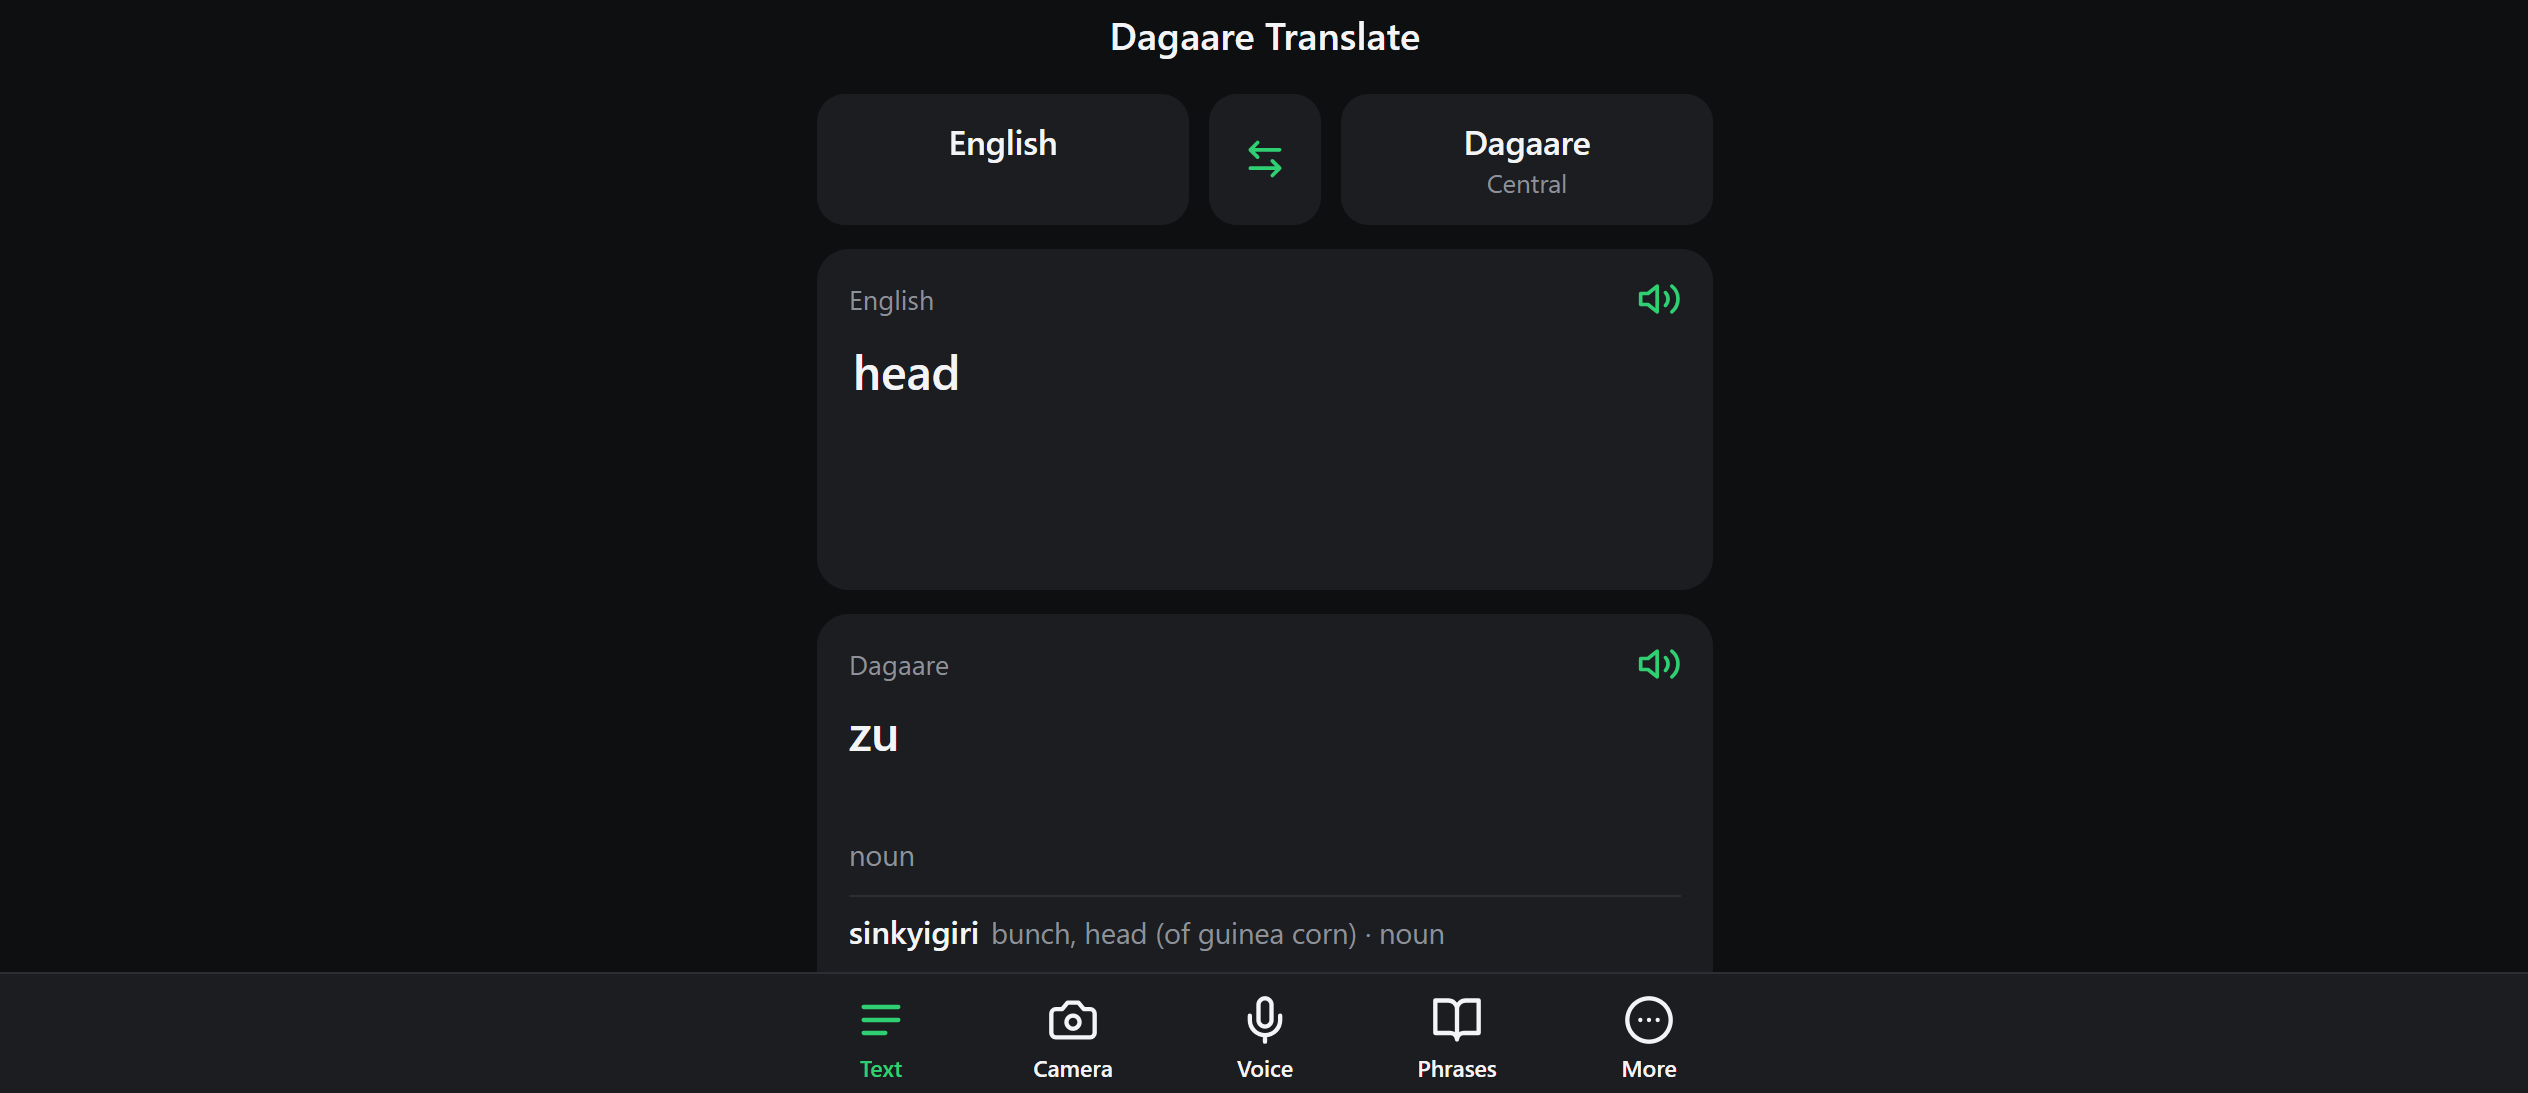 Dagaare Translate
English
Dagaare
Central
English
head
Dagaare
zu
noun
sinkyigiri bunch, head (of guinea corn) · noun
Text
Camera
Voice
Phrases
More